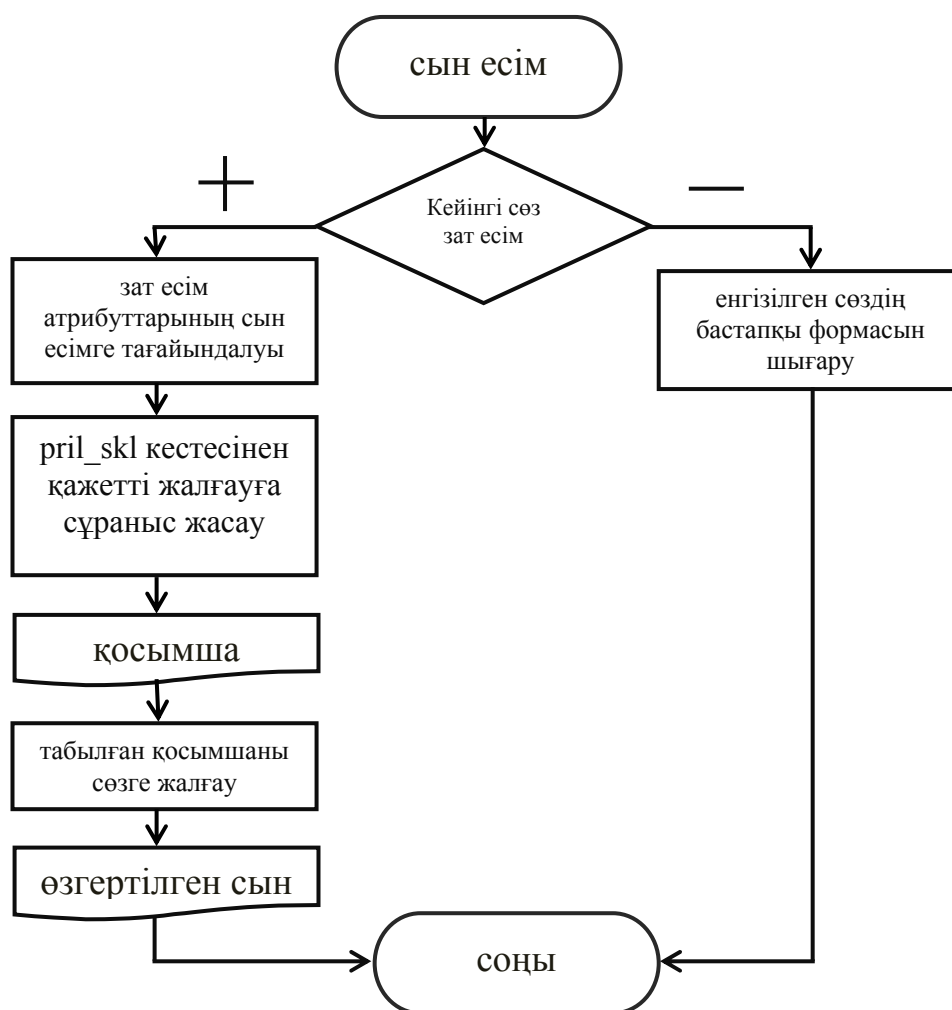 сын есім
Кейінгі сөз
зат есім
зат есім
атрибуттарының сын
есімге тағайындалуы
енгізілген сөздің
бастапқы формасын
шығару
pril_skl кестесінен
қажетті жалғауға
сұраныс жасау
қосымша
табылған қосымшаны
сөзге жалғау
өзгертілген сын
соңы